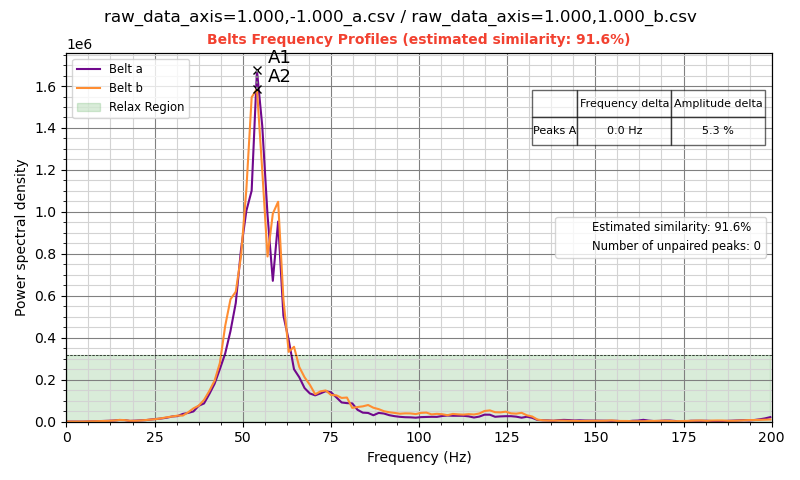 raw_data_axis=1.000,-1.000_a.csv / raw_data_axis=1.000,1.000_b.csv
Belts Frequency Profiles (estimated similarity: 91.6%)
1e6
Belt a
Belt b
Relax Region
A1
A2
Frequency delta Amplitude delta
Peaks A 0.0 Hz 5.3 %
Estimated similarity: 91.6%
Number of unpaired peaks: 0
Power spectral density
1.6
1.4
1.2
1.0
0.8
0.6
0.4
0.2
0.0
0 25 50 75 100 125 150 175 200
Frequency (Hz)